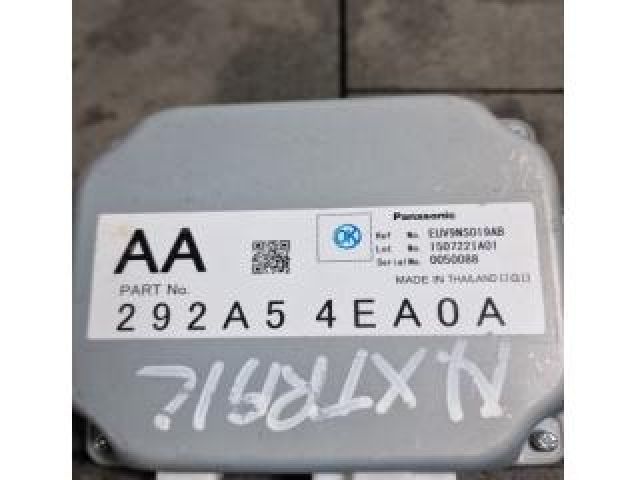 AA
PART No.
292A5 4EA0A
OK
Panasonic
Ref No. EUV9NS019AB
Lot No. 1507221A01
Serial No. 0050088
MADE IN THAILAND
N XTRAIL